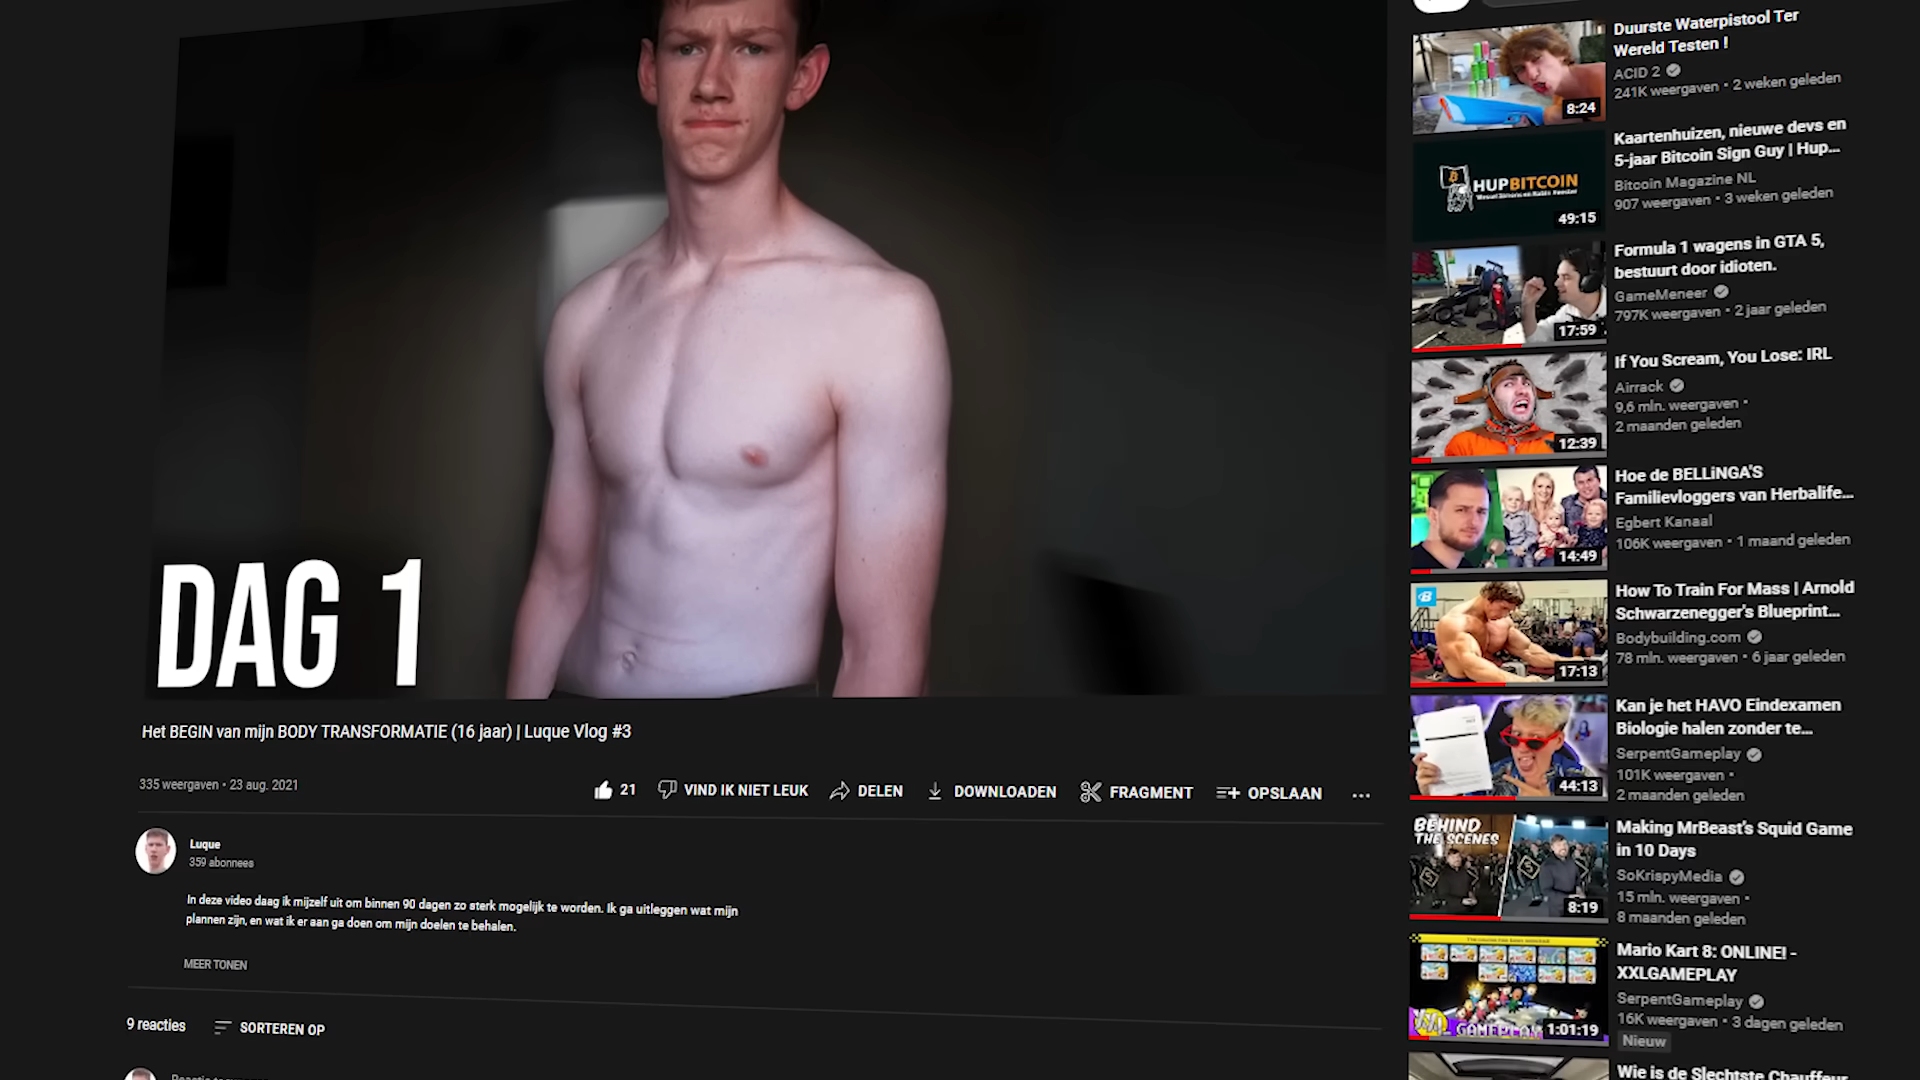 DAG 1
Het BEGIN van mijn BODY TRANSFORMATIE (16 jaar) | Luque Vlog #3
335 weergaven • 23 aug. 2021
21
VIND IK NIET LEUK
DELEN
DOWNLOADEN
FRAGMENT
OPSLAAN
...
Luque
359 abonnees
In deze video daag ik mijzelf uit om binnen 90 dagen zo sterk mogelijk te worden. Ik ga uitleggen wat mijn
plannen zijn, en wat ik er aan ga doen om mijn doelen te behalen.
MEER TONEN
9 reacties
SORTEREN OP
8:24
Duurste Waterpistool Ter
Wereld Testen !
ACID 2
241K weergaven • 2 weken geleden
HUPBITCOIN
49:15
Kaartenhuizen, nieuwe devs en
5-jaar Bitcoin Sign Guy | Hup...
Bitcoin Magazine NL
907 weergaven • 3 weken geleden
17:59
Formula 1 wagens in GTA 5,
bestuurt door idioten.
GameMeneer
797K weergaven • 2 jaar geleden
12:39
If You Scream, You Lose: IRL
Airrack
9,6 mln. weergaven •
2 maanden geleden
14:49
Hoe de BELLiNGA'S
Familievloggers van Herbalife...
Egbert Kanaal
106K weergaven • 1 maand geleden
B
17:13
How To Train For Mass | Arnold
Schwarzenegger's Blueprint...
Bodybuilding.com
78 mln. weergaven • 6 jaar geleden
44:13
Kan je het HAVO Eindexamen
Biologie halen zonder te...
SerpentGameplay
101K weergaven •
2 maanden geleden
BEHIND
THE SCENES
8:19
Making MrBeast's Squid Game
in 10 Days
SoKrispyMedia
15 mln. weergaven •
8 maanden geleden
GAMEPLAY
1:01:19
Mario Kart 8: ONLINE! -
XXLGAMEPLAY
SerpentGameplay
16K weergaven • 3 dagen geleden
Nieuw
Wie is de Slechtste Chauffeur